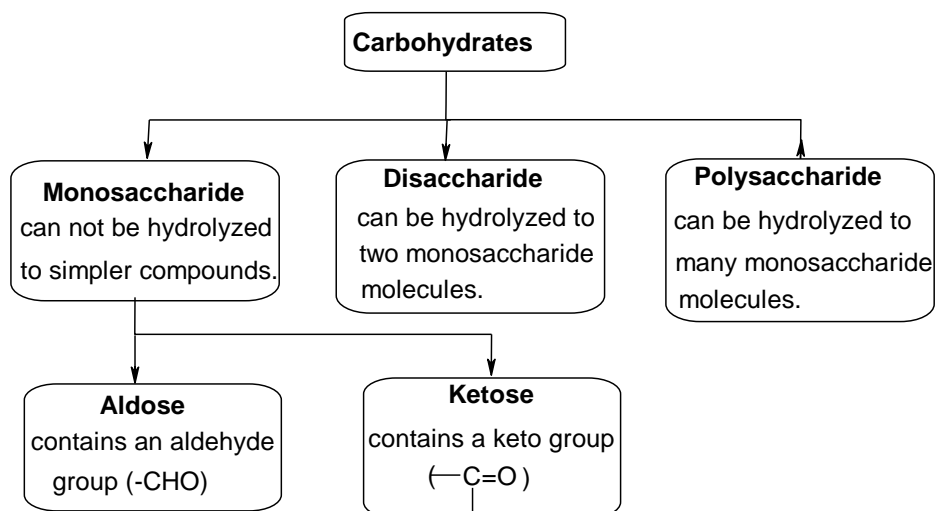 Carbohydrates
Monosaccharide
can not be hydrolyzed
to simpler compounds.
Disaccharide
can be hydrolyzed to
two monosaccharide
molecules.
Polysaccharide
can be hydrolyzed to
many monosaccharide
molecules.
Aldose
contains an aldehyde
group (-CHO)
Ketose
contains a keto group
(—C=O)